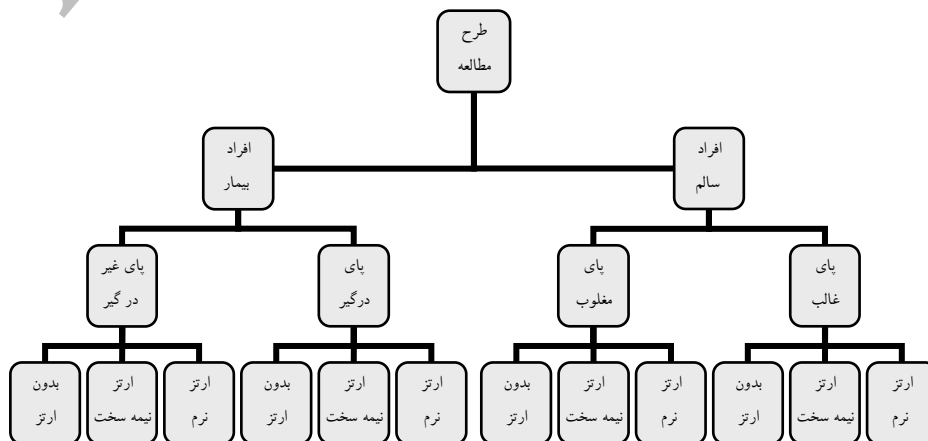 طرح
مطالعه
افراد
سالم
افراد
بیمار
پای
غالب
پای
مغلوب
پای
درگیر
پای غیر
در گیر
ارتز
نرم
ارتز
نیمه سخت
بدون
ارتز
ارتز
نرم
ارتز
نیمه سخت
بدون
ارتز
ارتز
نرم
ارتز
نیمه سخت
بدون
ارتز
ارتز
نرم
ارتز
نیمه سخت
بدون
ارتز